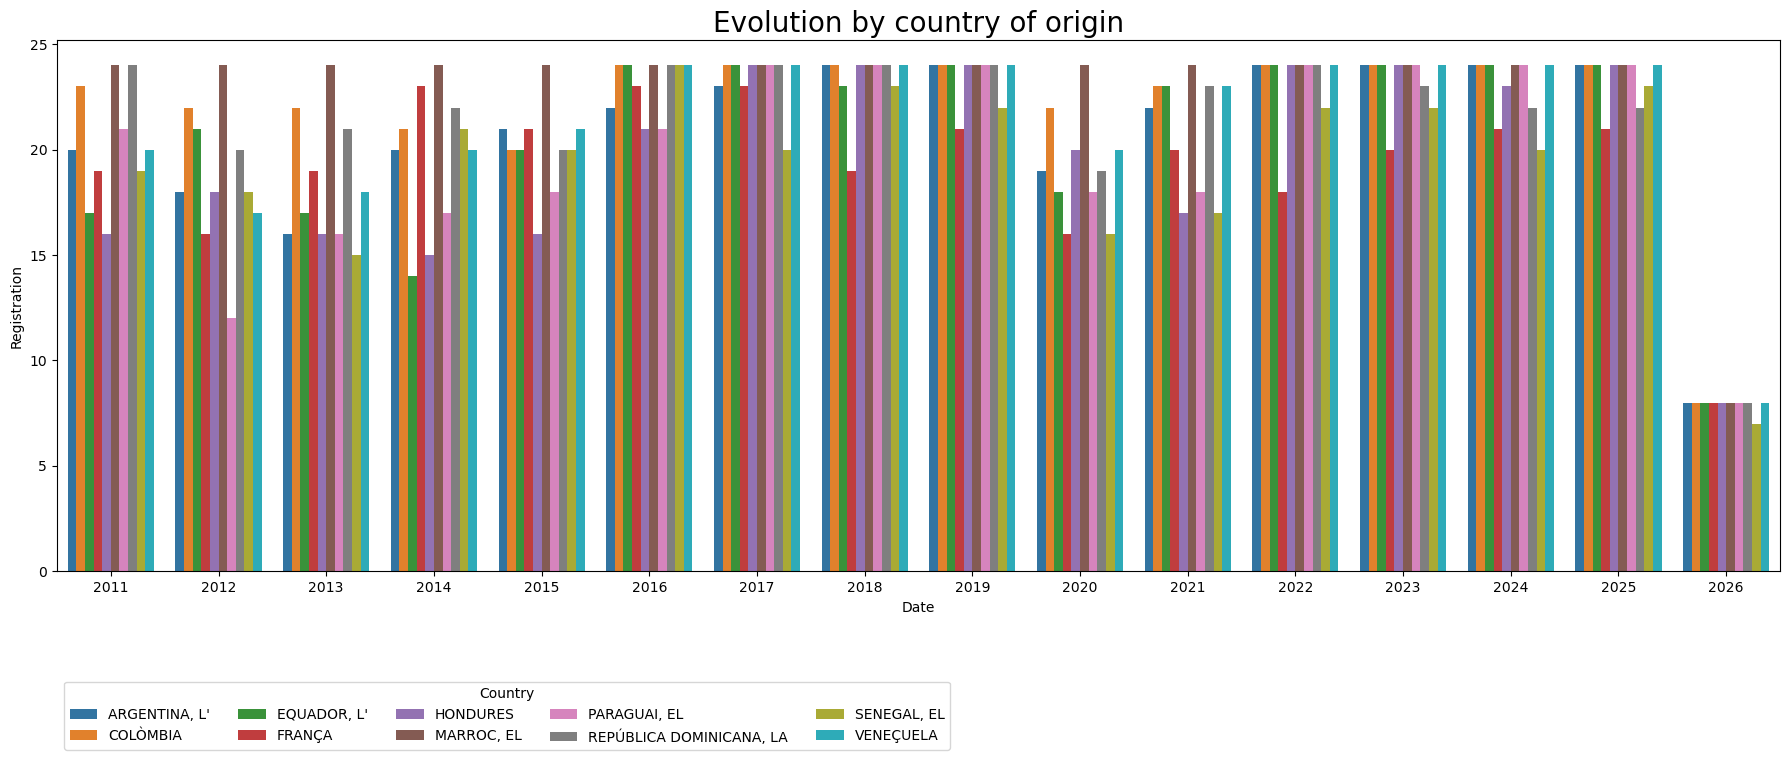 Evolution by country of origin
Registration
25
20
15
10
5
0
2011 2012 2013 2014 2015 2016 2017 2018 2019 2020 2021 2022 2023 2024 2025 2026
Date
Country
ARGENTINA, L' EQUADOR, L' HONDURES PARAGUAI, EL SENEGAL, EL
COLÒMBIA FRANÇA MARROC, EL REPÚBLICA DOMINICANA, LA VENEÇUELA